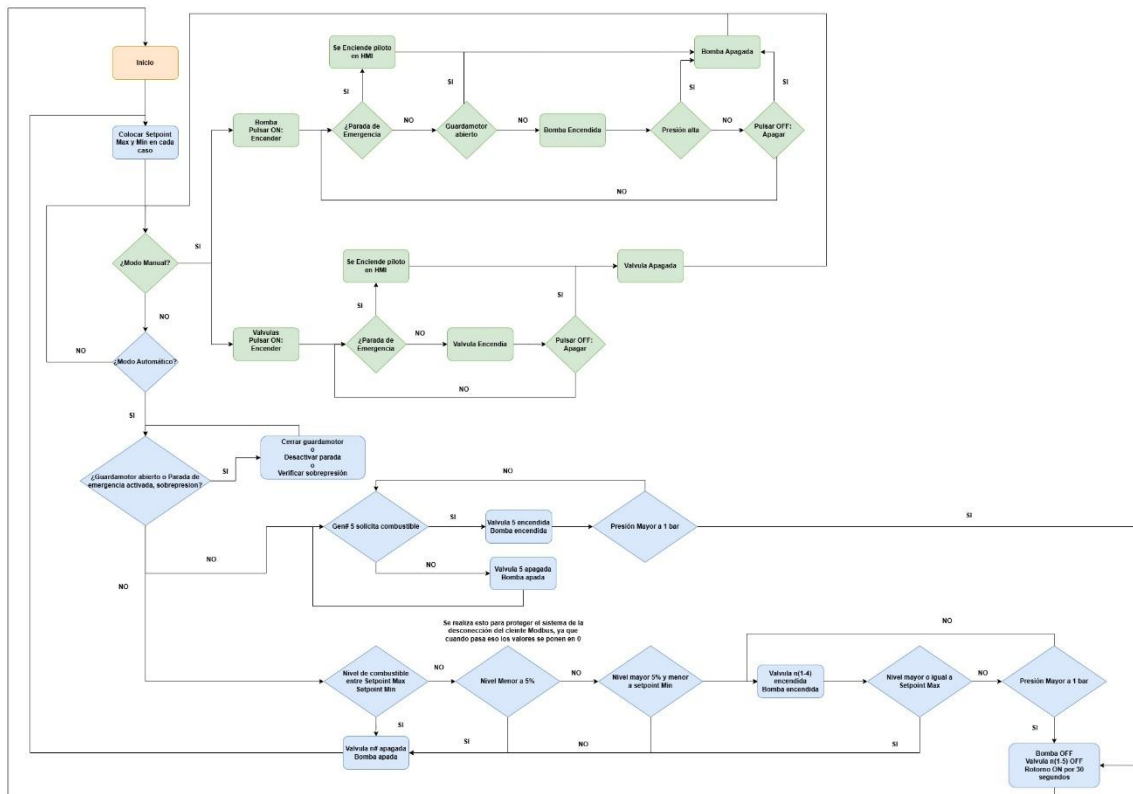 Inicio
Colocar Setpoint
Max y Min en cada
caso
¿Modo Manual?
SI
NO
¿Modo Automático?
NO
SI
Bomba
Pulsar ON:
Encender
¿Parada de
Emergencia
SI
Se Enciende piloto
en HMI
NO
Guardamotor
abierto
SI
NO
Bomba Encendida
Presión alta
SI
Bomba Apagada
NO
Pulsar OFF:
Apagar
SI
NO
Valvulas
Pulsar ON:
Encender
¿Parada de
Emergencia
SI
Se Enciende piloto
en HMI
NO
Valvula Encendia
Pulsar OFF:
Apagar
SI
Valvula Apagada
NO
¿Guardamotor abierto o Parada de
emergencia activada, sobrepresion?
SI
Cerrar guardamotor
o
Desactivar parada
o
Verificar sobrepresión
NO
NO
Gen# 5 solicita combustible
SI
Valvula 5 encendida
Bomba encendida
Presión Mayor a 1 bar
NO
SI
NO
Valvula 5 apagada
Bomba apada
Se realiza esto para proteger el sistema de la
desconección del cleinte Modbus, ya que
cuando pasa eso los valores se ponen en 0
Nivel de combustible
entre Setpoint Max
Setpoint Min
NO
Nivel Menor a 5%
NO
Nivel mayor 5% y menor
a setpoint Min
Valvula n(1-4)
encendida
Bomba encendida
Nivel mayor o igual a
Setpoint Max
NO
Presión Mayor a 1 bar
NO
SI
Valvula n# apagada
Bomba apada
SI
NO
SI
SI
Bomba OFF
Valvula n(1-5) OFF
Rotorno ON por 30
segundos